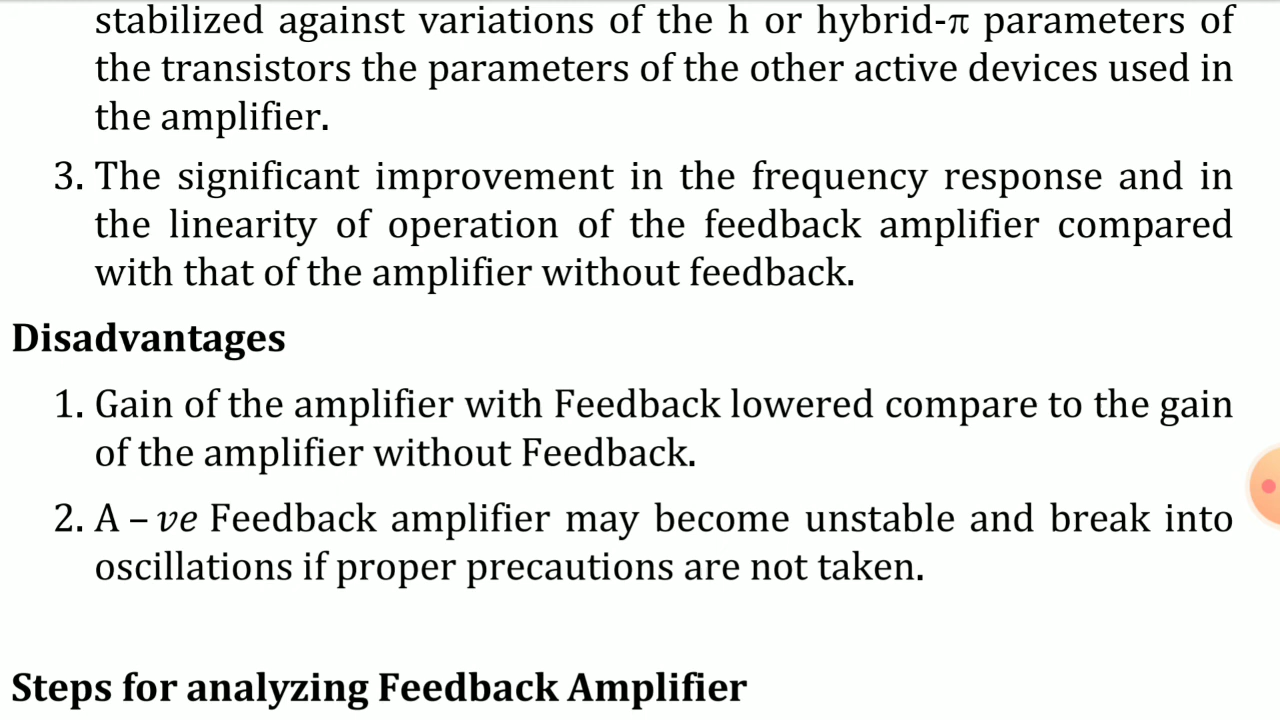 stabilized against variations of the h or hybrid-π parameters of
the transistors the parameters of the other active devices used in
the amplifier.
3. The significant improvement in the frequency response and in
the linearity of operation of the feedback amplifier compared
with that of the amplifier without feedback.
Disadvantages
1. Gain of the amplifier with Feedback lowered compare to the gain
of the amplifier without Feedback.
2. A – ve Feedback amplifier may become unstable and break into
oscillations if proper precautions are not taken.
Steps for analyzing Feedback Amplifier